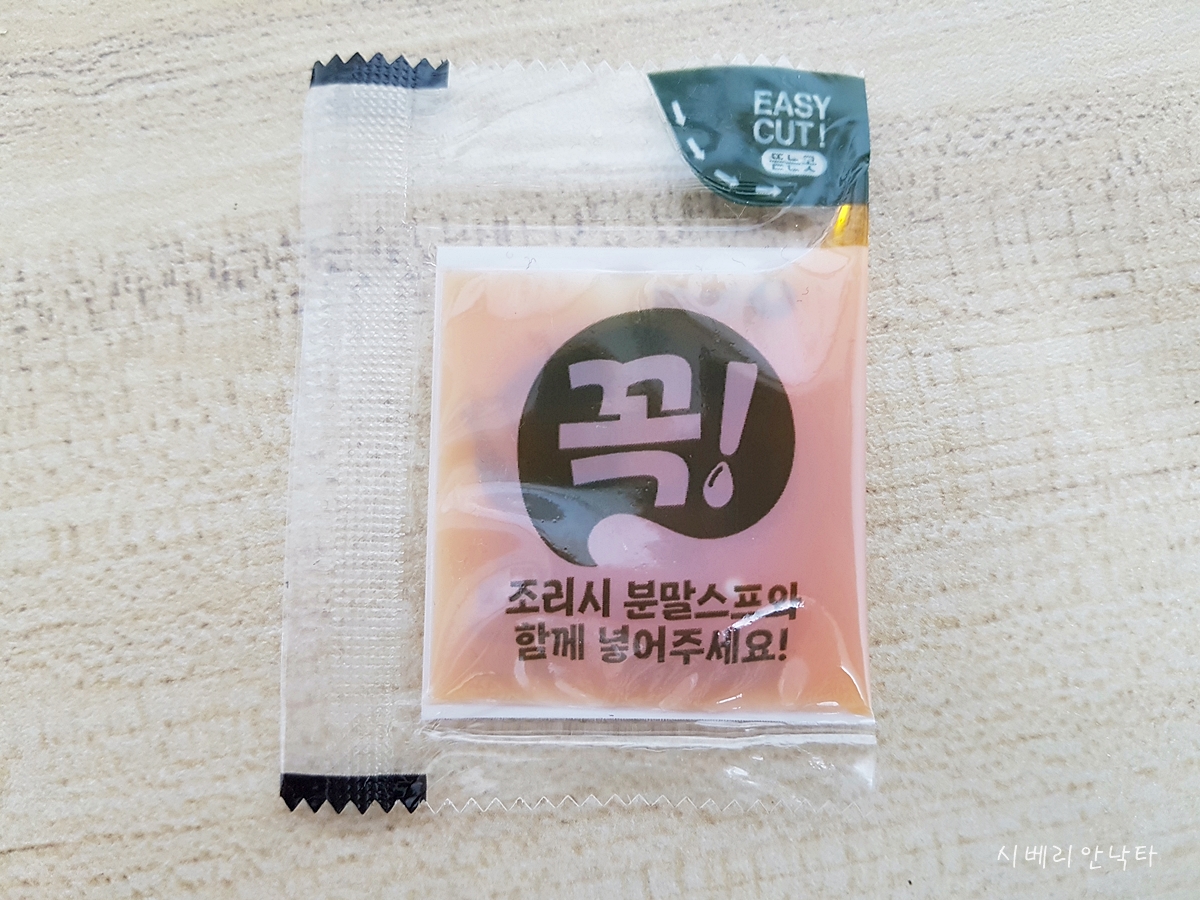 EASY
CUT!
뜯는곳
꼭!
조리시 분말스프와
함께 넣어주세요!
시베리안낙타